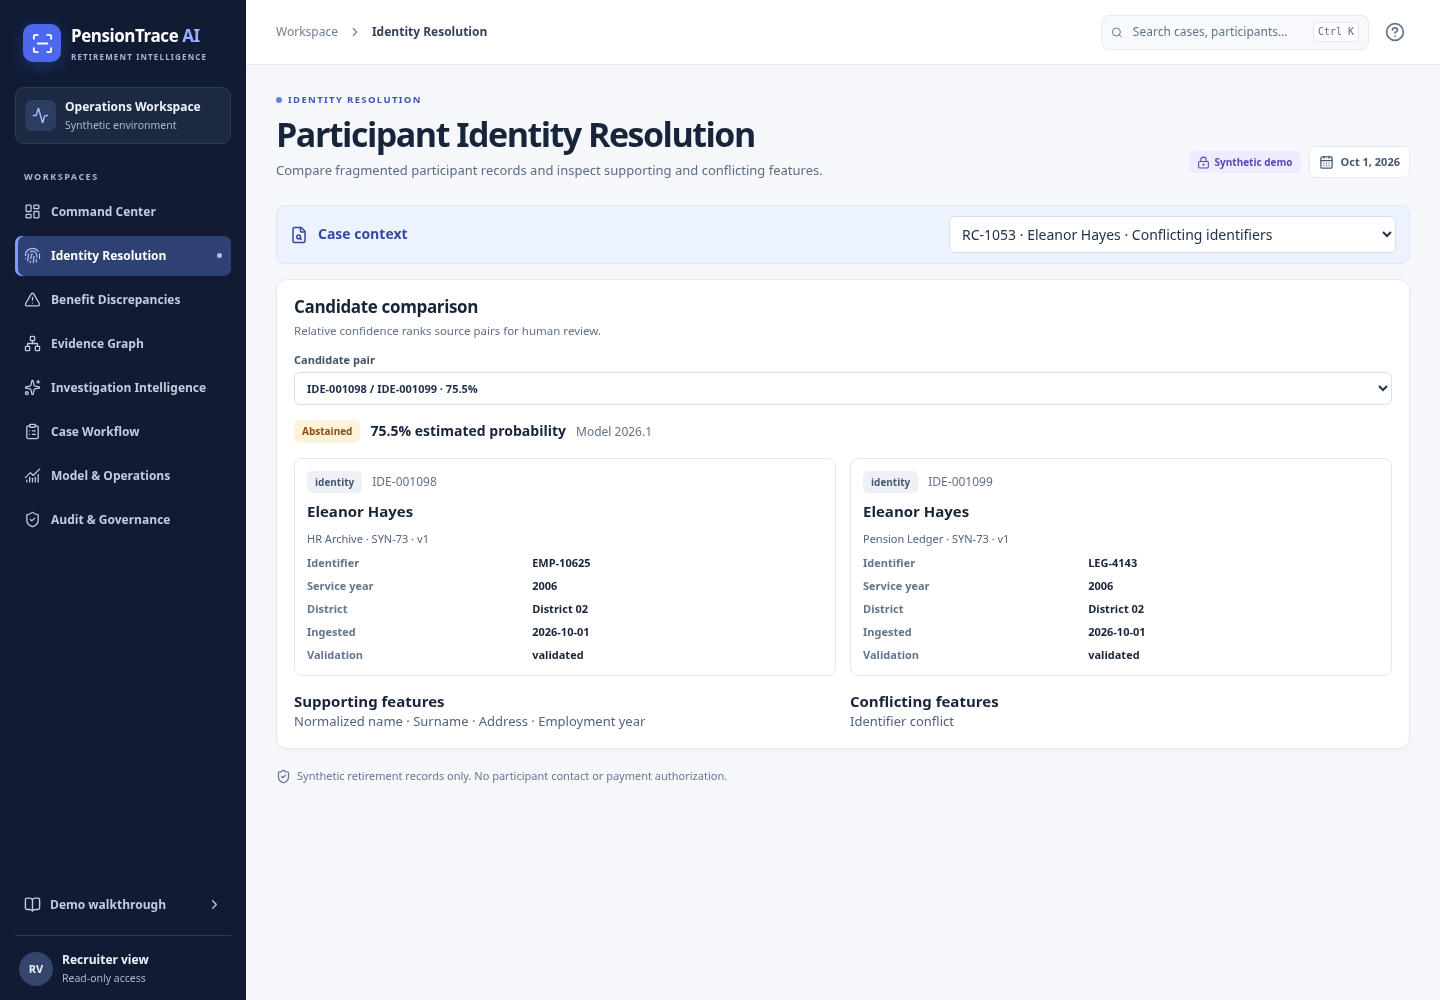 PensionTrace AI
RETIREMENT INTELLIGENCE
Operations Workspace
Synthetic environment
WORKSPACES
Command Center
Identity Resolution
Benefit Discrepancies
Evidence Graph
Investigation Intelligence
Case Workflow
Model & Operations
Audit & Governance
Demo walkthrough
RV
Recruiter view
Read-only access
Workspace
Identity Resolution
Search cases, participants...
Ctrl K
IDENTITY RESOLUTION
Participant Identity Resolution
Compare fragmented participant records and inspect supporting and conflicting features.
Synthetic demo
Oct 1, 2026
Case context
RC-1053 · Eleanor Hayes · Conflicting identifiers
Candidate comparison
Relative confidence ranks source pairs for human review.
Candidate pair
IDE-001098 / IDE-001099 · 75.5%
Abstained 75.5% estimated probability Model 2026.1
identity IDE-001098
Eleanor Hayes
HR Archive · SYN-73 · v1
Identifier EMP-10625
Service year 2006
District District 02
Ingested 2026-10-01
Validation validated
identity IDE-001099
Eleanor Hayes
Pension Ledger · SYN-73 · v1
Identifier LEG-4143
Service year 2006
District District 02
Ingested 2026-10-01
Validation validated
Supporting features
Normalized name · Surname · Address · Employment year
Conflicting features
Identifier conflict
Synthetic retirement records only. No participant contact or payment authorization.